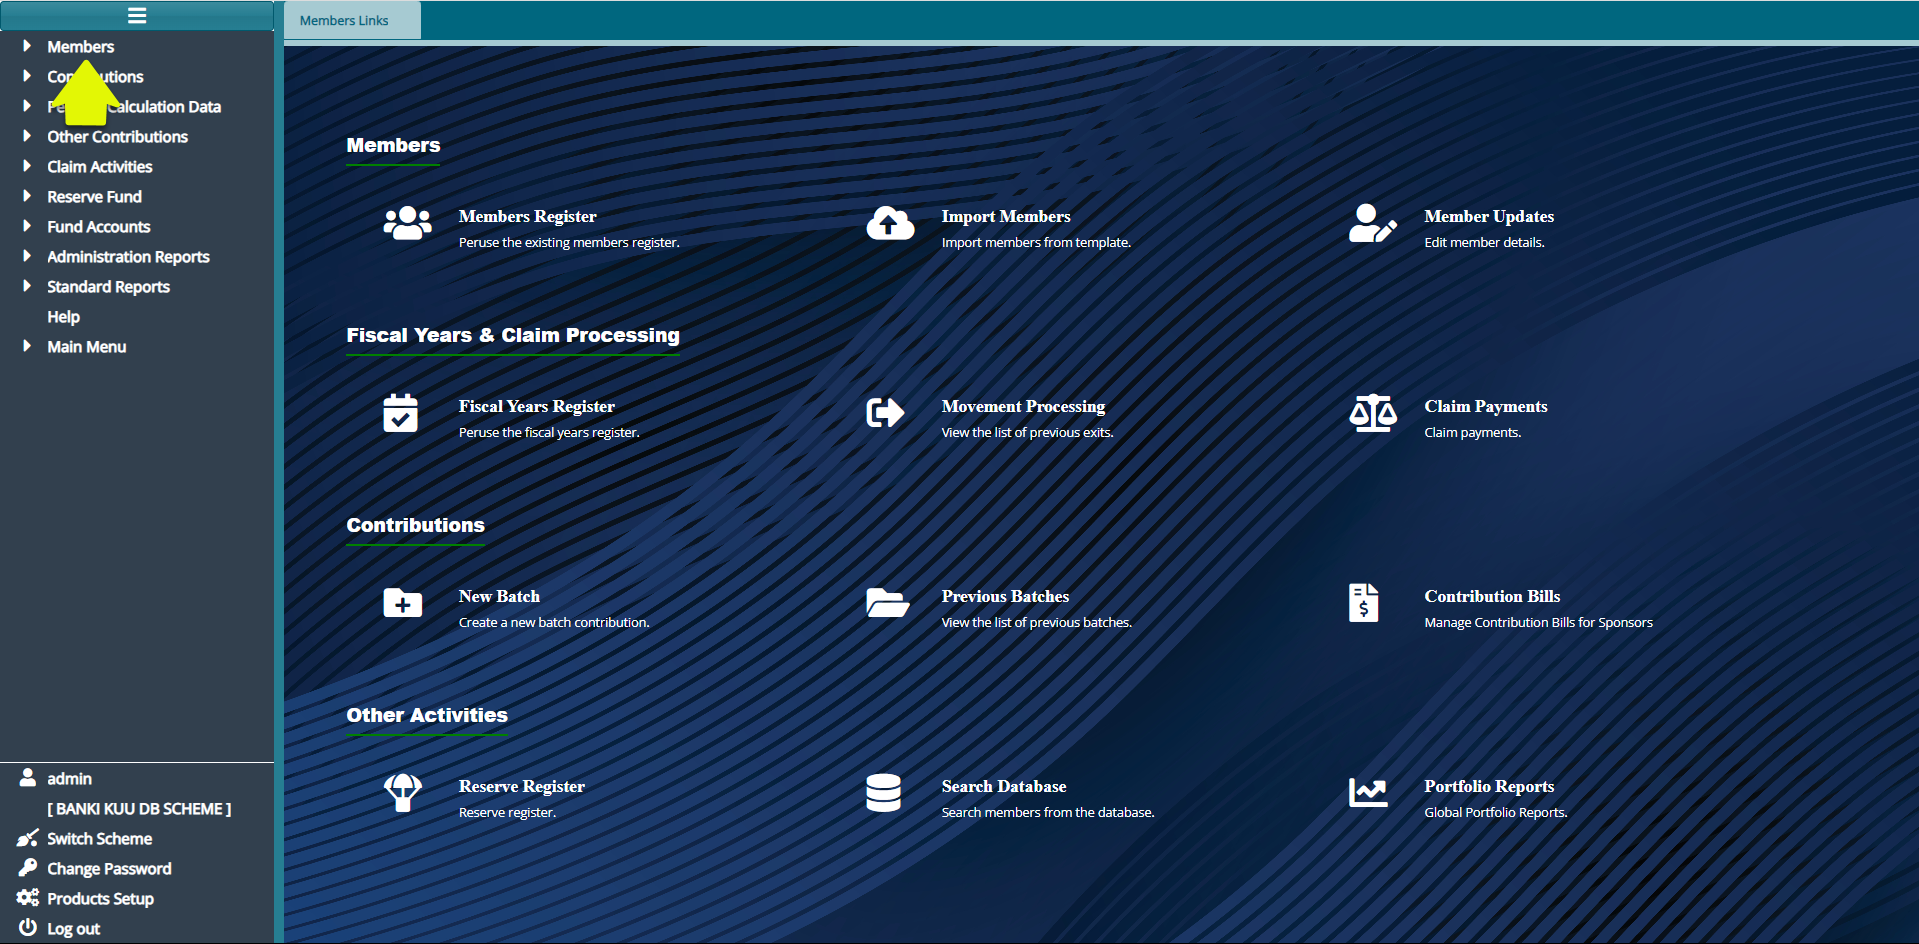 Members Links
Members
Calculation Data
Other Contributions
Claim Activities
Reserve Fund
Fund Accounts
Administration Reports
Standard Reports
Help
Main Menu
admin
[ BANKI KUU DB SCHEME ]
Switch Scheme
Change Password
Products Setup
Log out
Members
Members Register
Peruse the existing members register.
Import Members
Import members from template.
Member Updates
Edit member details.
Fiscal Years & Claim Processing
Fiscal Years Register
Peruse the fiscal years register.
Movement Processing
View the list of previous exits.
Claim Payments
Claim payments.
Contributions
New Batch
Create a new batch contribution.
Previous Batches
View the list of previous batches.
Contribution Bills
Manage Contribution Bills for Sponsors
Other Activities
Reserve Register
Reserve register.
Search Database
Search members from the database.
Portfolio Reports
Global Portfolio Reports.